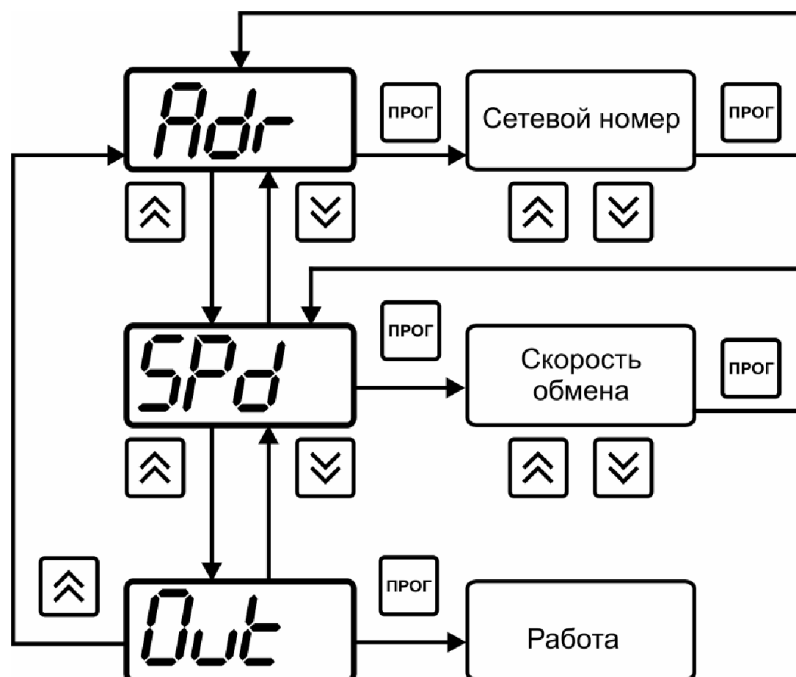 Adr
ПРОГ
Сетевой номер
ПРОГ
SPd
ПРОГ
Скорость
обмена
ПРОГ
Out
ПРОГ
Работа